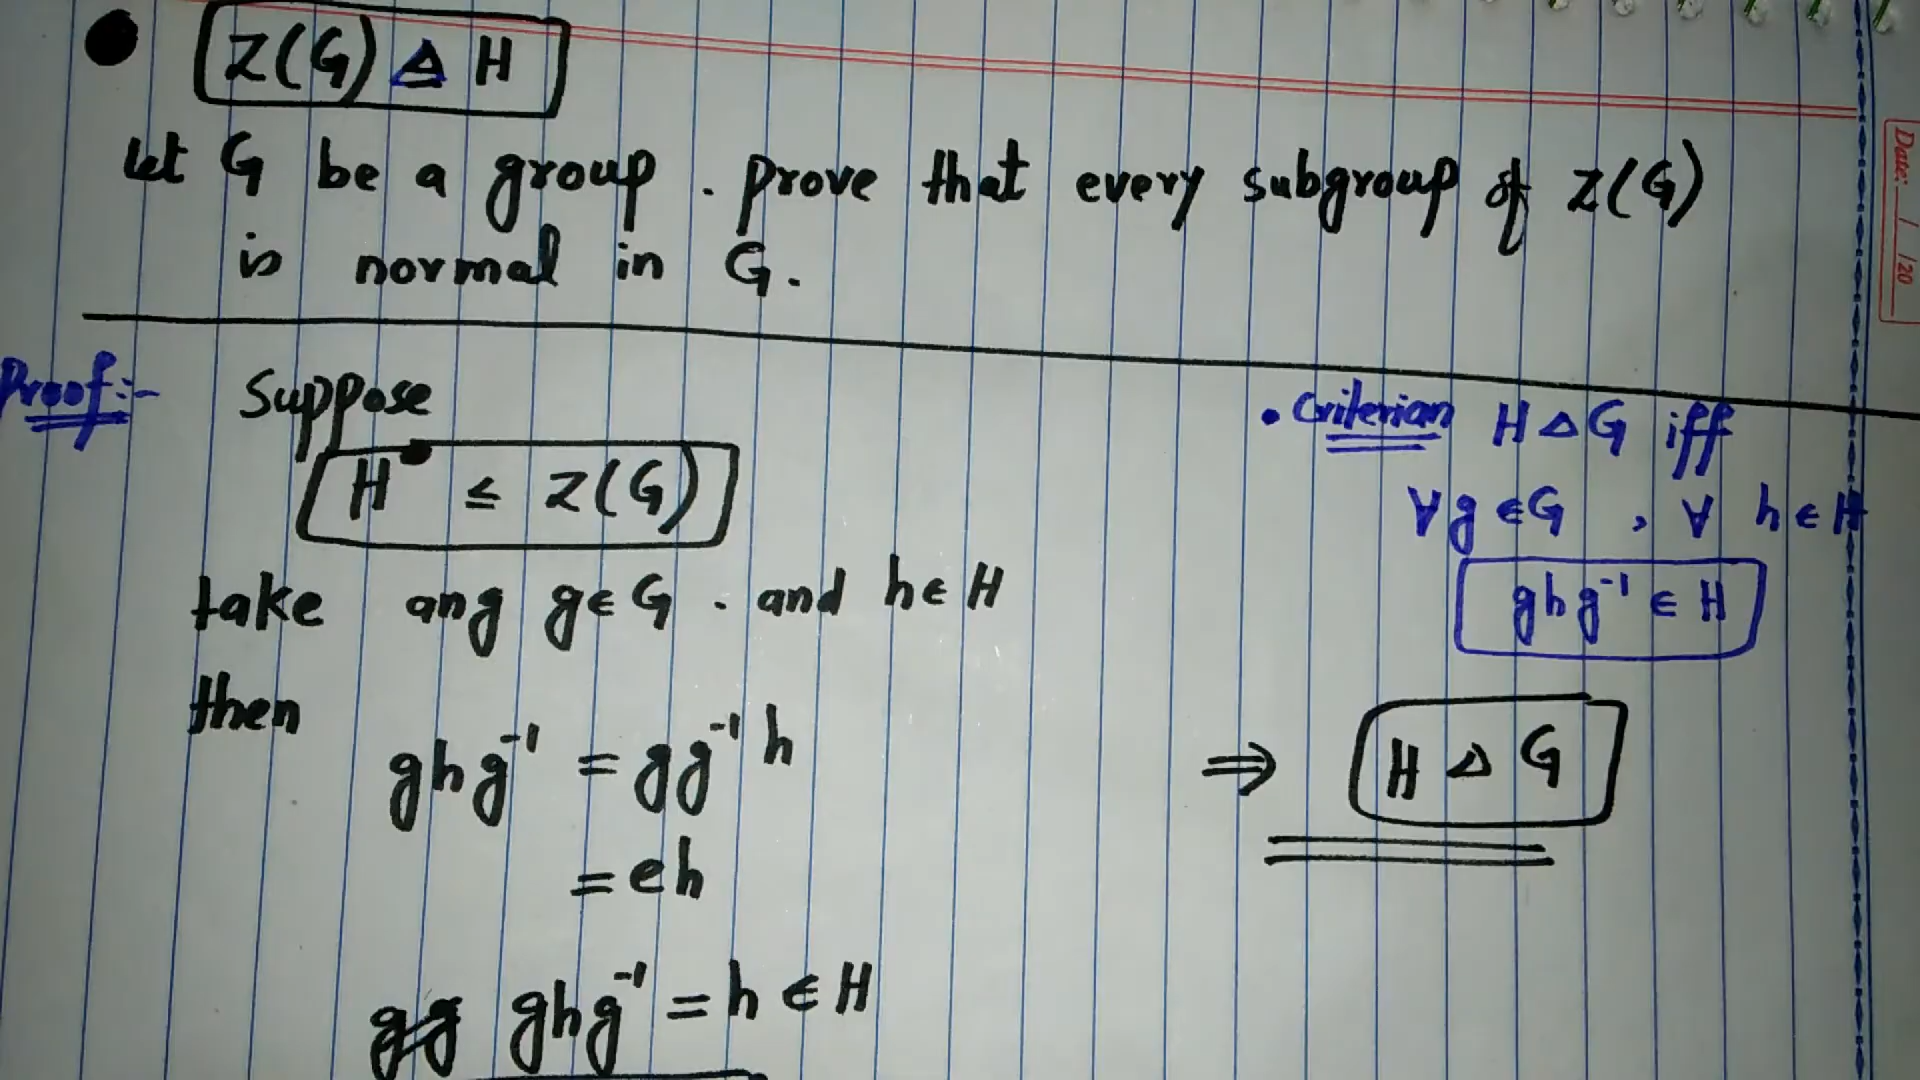 Z(G) ⊴ H
let G be a group . prove that every subgroup of Z(G)
is normal in G.
Proof:- Suppose
H ≤ Z(G)
take any g∈G . and h∈H
then
ghg⁻¹ = gg⁻¹h
= eh
ghg⁻¹ = h ∈ H
• Criterian H Δ G iff
∀g∈G , ∀ h∈H
ghg⁻¹ ∈ H
⇒ H Δ G
Date: / /20